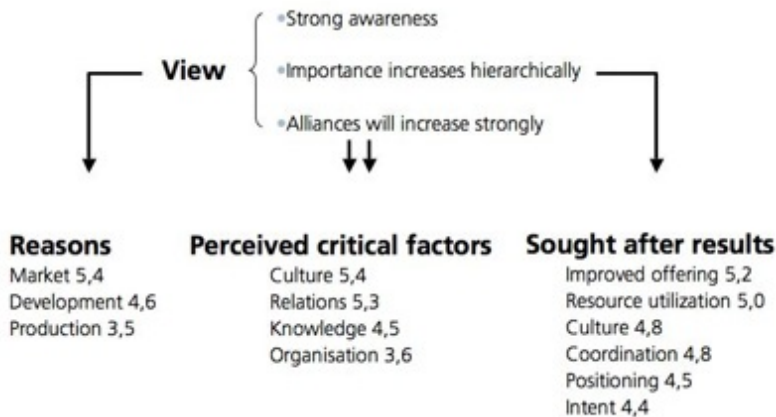 •Strong awareness
View
•Importance increases hierarchically
•Alliances will increase strongly
Reasons
Market 5,4
Development 4,6
Production 3,5
Perceived critical factors
Culture 5,4
Relations 5,3
Knowledge 4,5
Organisation 3,6
Sought after results
Improved offering 5,2
Resource utilization 5,0
Culture 4,8
Coordination 4,8
Positioning 4,5
Intent 4,4